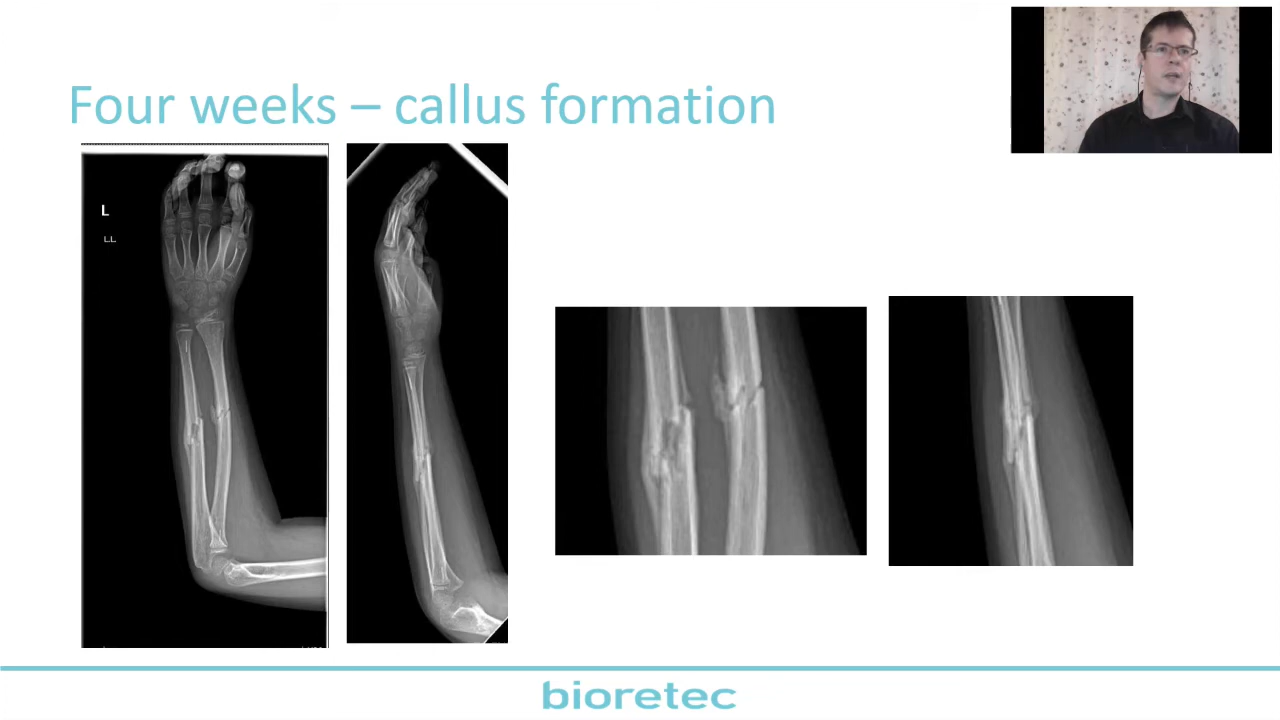 Four weeks – callus formation
L
LL
bioretec